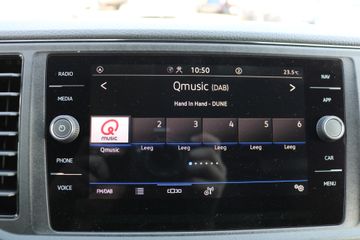 RADIO
MEDIA
PHONE
VOICE
10:50
23.5°C
Qmusic (DAB)
Hand In Hand - DUNE
music 2 3 4 5 6
Qmusic Leeg Leeg Leeg Leeg Leeg
FM/DAB
NAV
APP
CAR
MENU